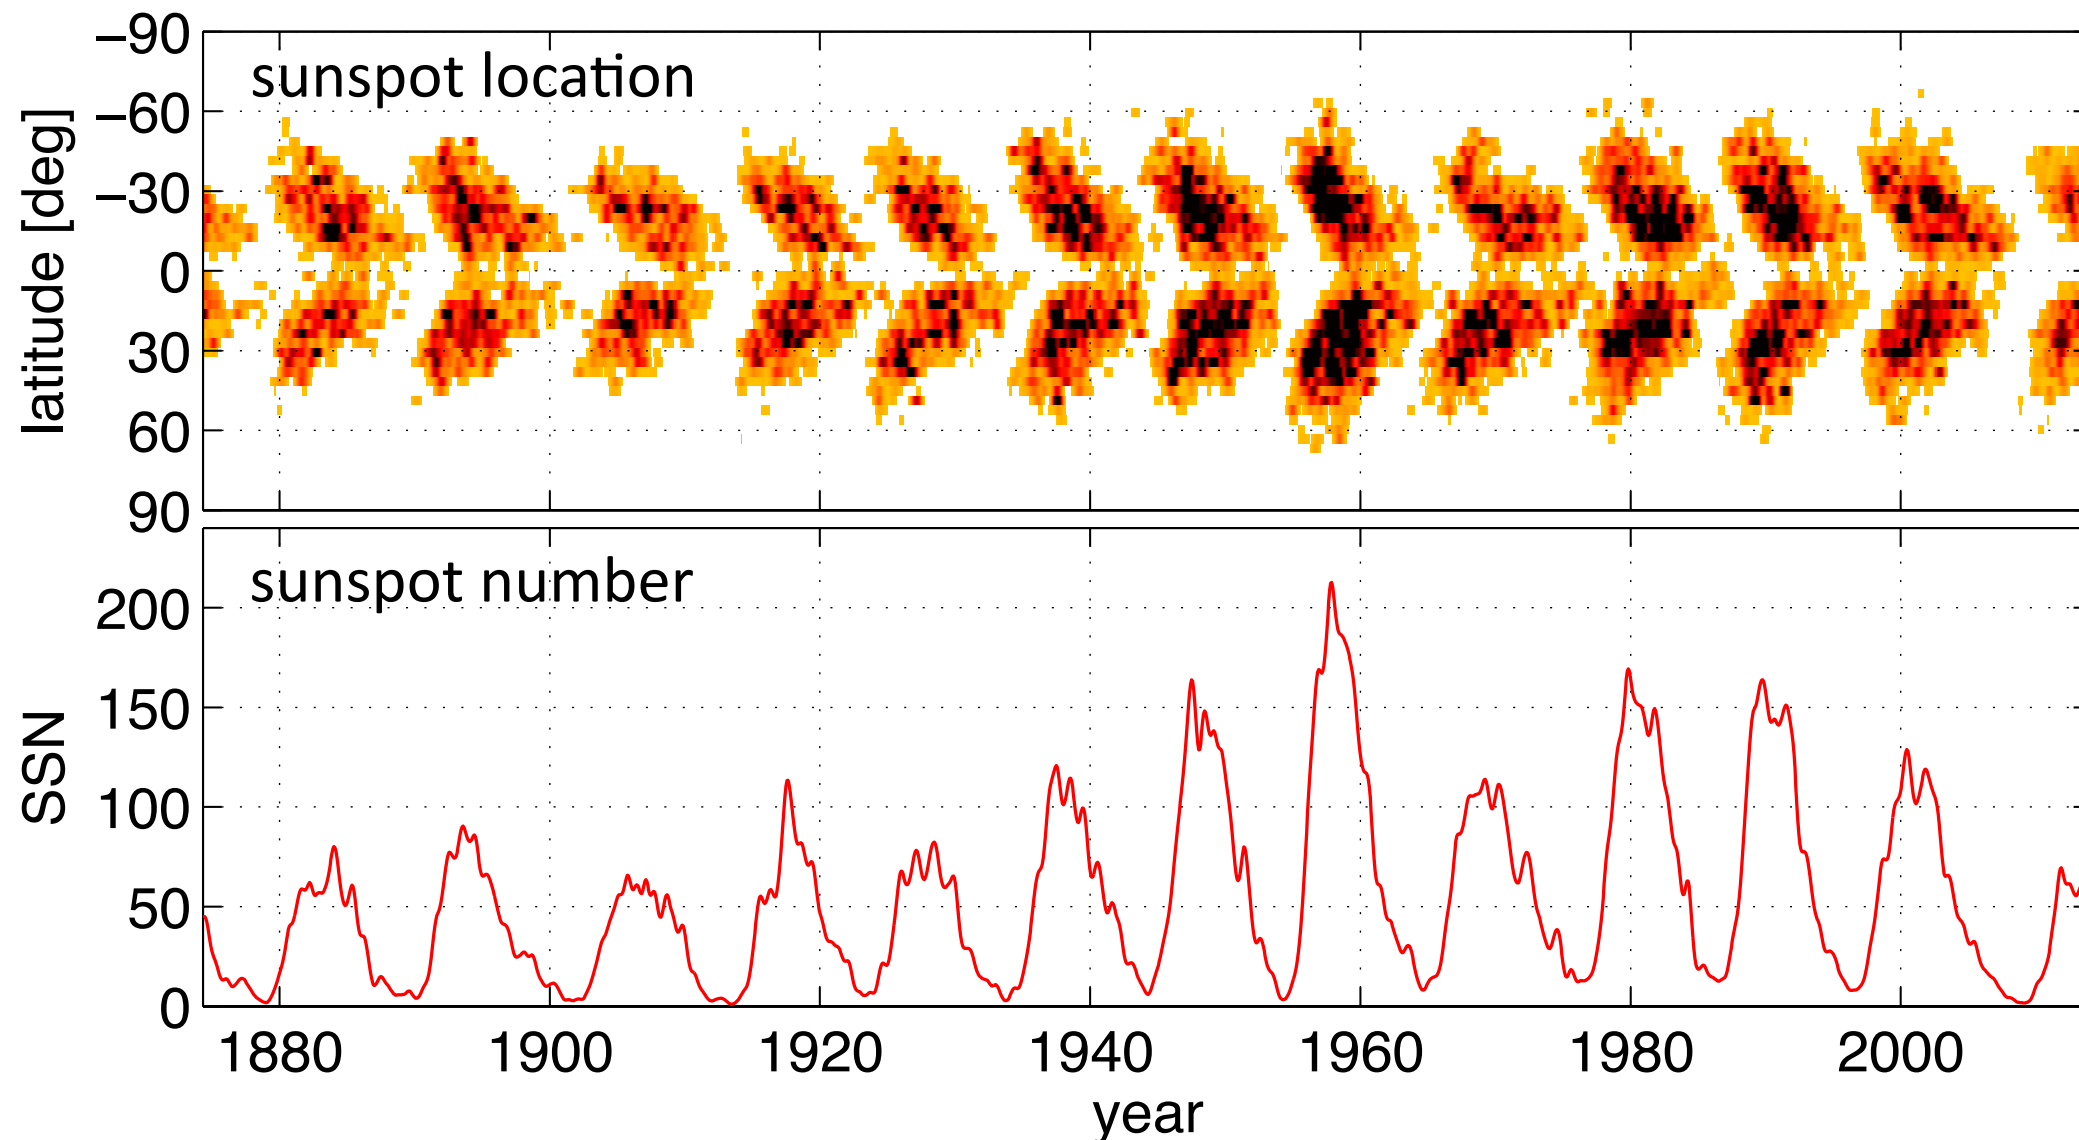 sunspot location
latitude [deg]
−90
−60
−30
0
30
60
90
sunspot number
SSN
200
150
100
50
0
1880 1900 1920 1940 1960 1980 2000
year